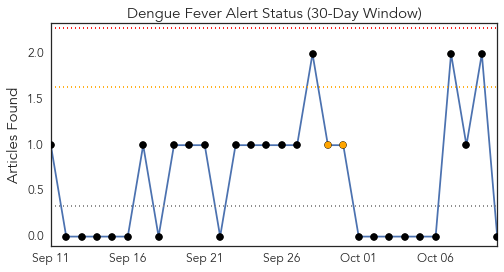 Dengue Fever Alert Status (30-Day Window)
Articles Found
2.0
1.5
1.0
0.5
0.0
Sep 11 Sep 16 Sep 21 Sep 26 Oct 01 Oct 06